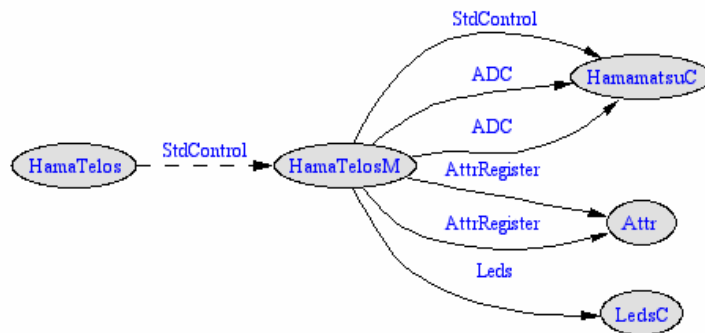 StdControl
HamamatsuC
ADC
ADC
HamaTelos
StdControl
HamaTelosM
AttrRegister
AttrRegister
Attr
Leds
LedsC